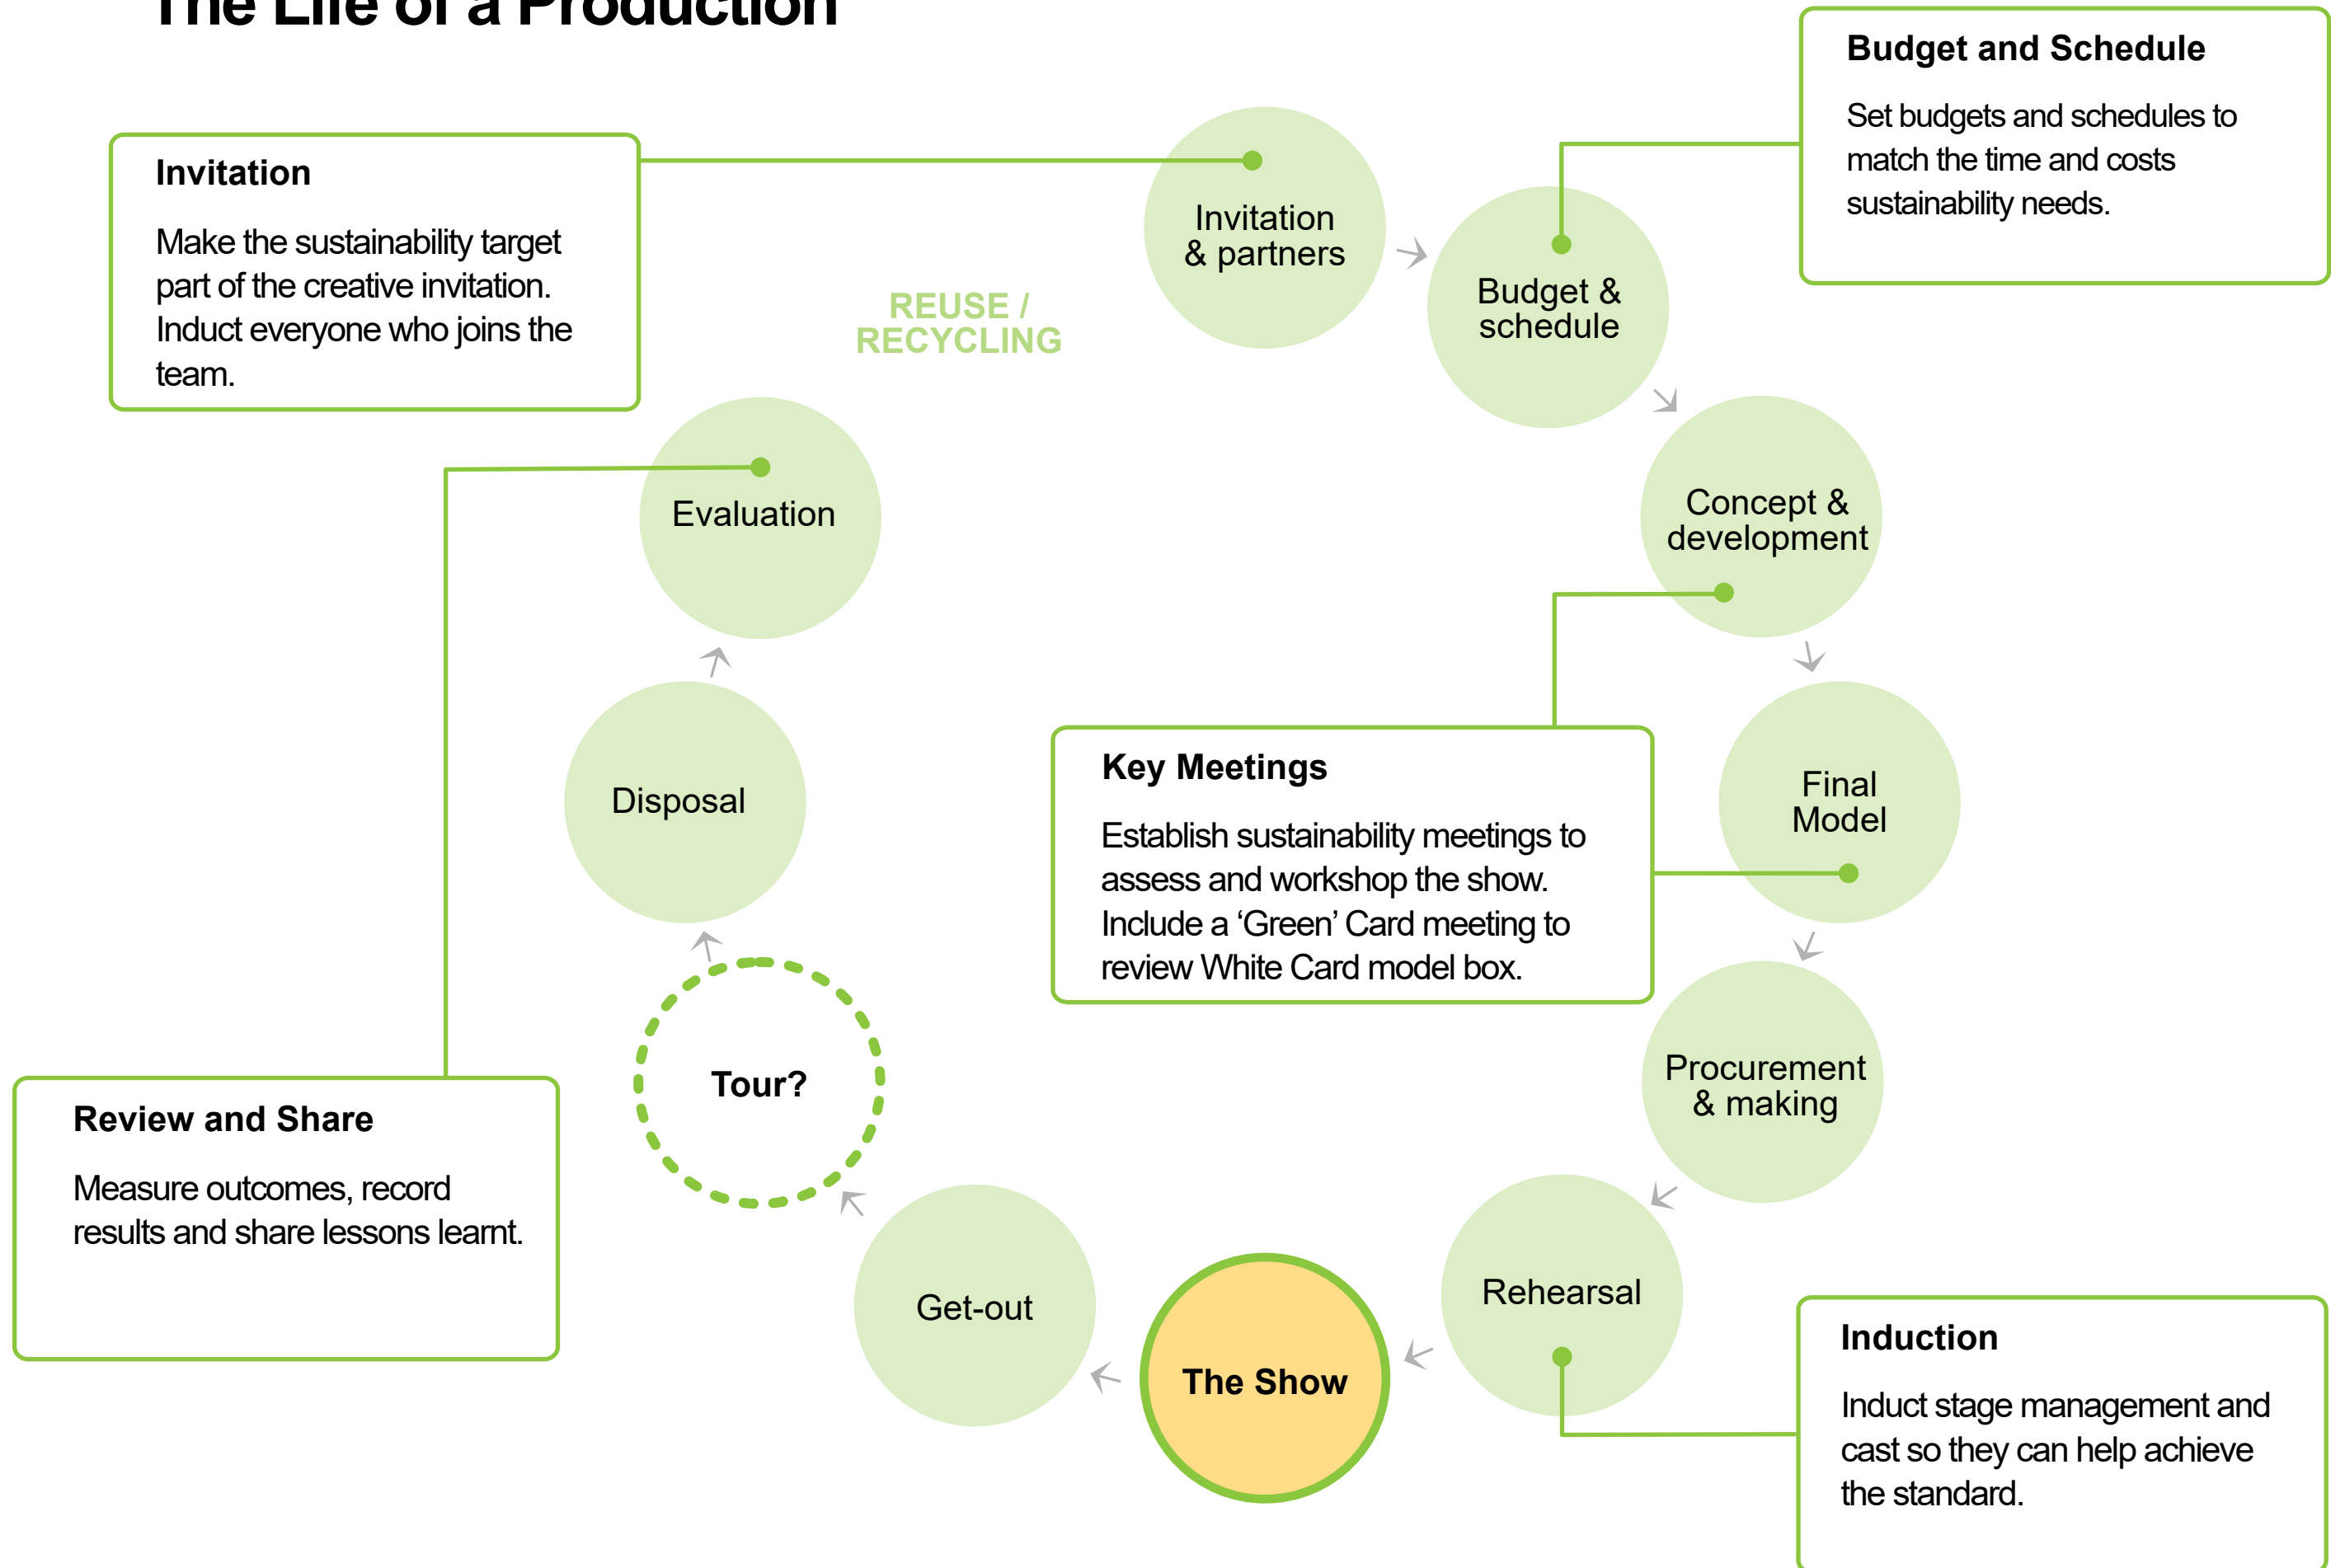 The Life of a Production
Budget and Schedule
Set budgets and schedules to
match the time and costs
sustainability needs.
Invitation
Make the sustainability target
part of the creative invitation.
Induct everyone who joins the
team.
Invitation
& partners
REUSE /
RECYCLING
Budget &
schedule
Evaluation
Concept &
development
Disposal
Key Meetings
Establish sustainability meetings to
assess and workshop the show.
Include a ‘Green’ Card meeting to
review White Card model box.
Final
Model
Tour?
Procurement
& making
Review and Share
Measure outcomes, record
results and share lessons learnt.
Get-out
The Show
Rehearsal
Induction
Induct stage management and
cast so they can help achieve
the standard.